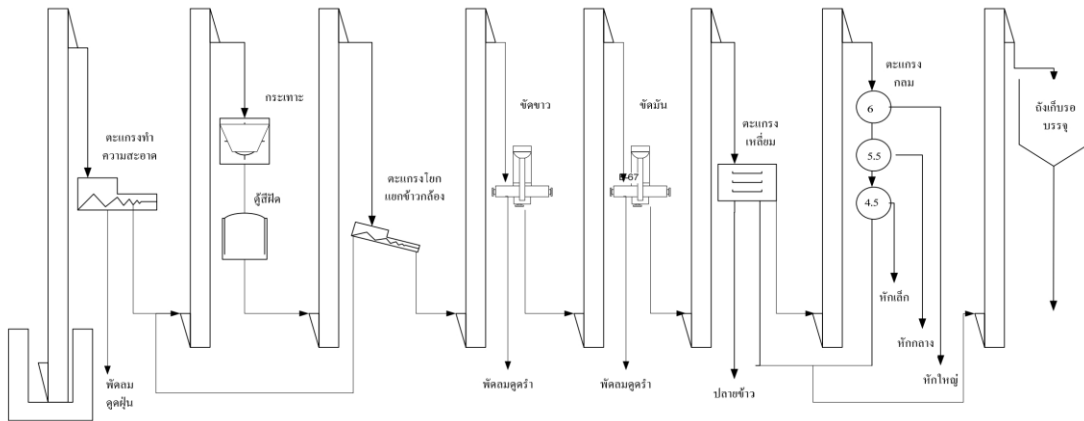 ตะแกรงทำ
ความสะอาด
พัดลม
ดูดฝุ่น
กระเทาะ
ตู้สีฝัด
ตะแกรงโยก
แยกข้าวกล้อง
ขัดขาว
พัดลมดูดรำ
ขัดมัน
E-67
พัดลมดูดรำ
ตะแกรง
เหลี่ยม
ปลายข้าว
ตะแกรง
กลม
6
5.5
4.5
หักเล็ก
หักกลาง
หักใหญ่
ถังเก็บรอ
บรรจุ